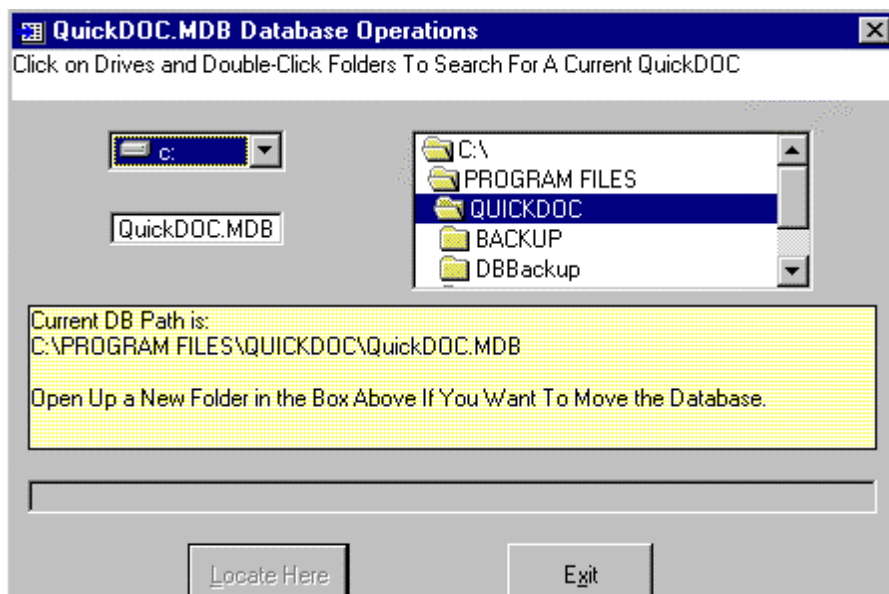 QuickDOC.MDB Database Operations
Click on Drives and Double-Click Folders To Search For A Current QuickDOC
c:
C:\
PROGRAM FILES
QuickDOC.MDB
QUICKDOC
BACKUP
DBBackup
Current DB Path is:
C:\PROGRAM FILES\QUICKDOC\QuickDOC.MDB
Open Up a New Folder in the Box Above If You Want To Move the Database.
Locate Here
Exit